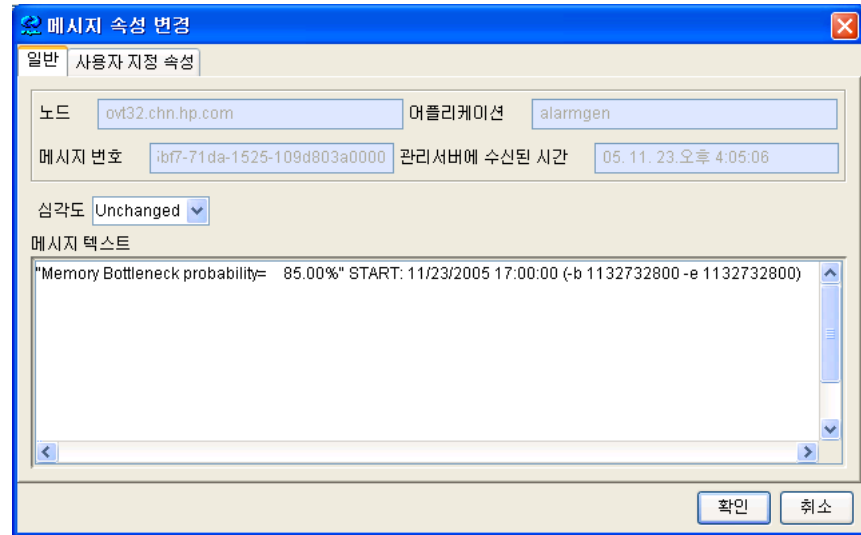 메시지 속성 변경
일반 사용자 지정 속성
노드 ovt32.chn.hp.com 어플리케이션 alarmgen
메시지 번호 ibf7-71da-1525-109d803a0000 관리서버에 수신된 시간 05. 11. 23.오후 4:05:06
심각도 Unchanged
메시지 텍스트
"Memory Bottleneck probability= 85.00%" START: 11/23/2005 17:00:00 (-b 1132732800 -e 1132732800)
확인 취소